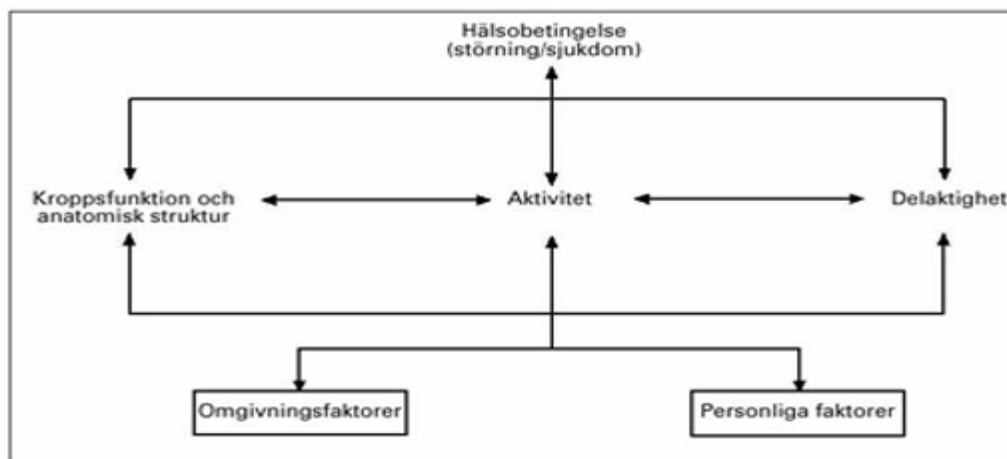 Hälsobetingelse
(störning/sjukdom)
Kroppsfunktion och
anatomisk struktur
Aktivitet
Delaktighet
Omgivningsfaktorer
Personliga faktorer